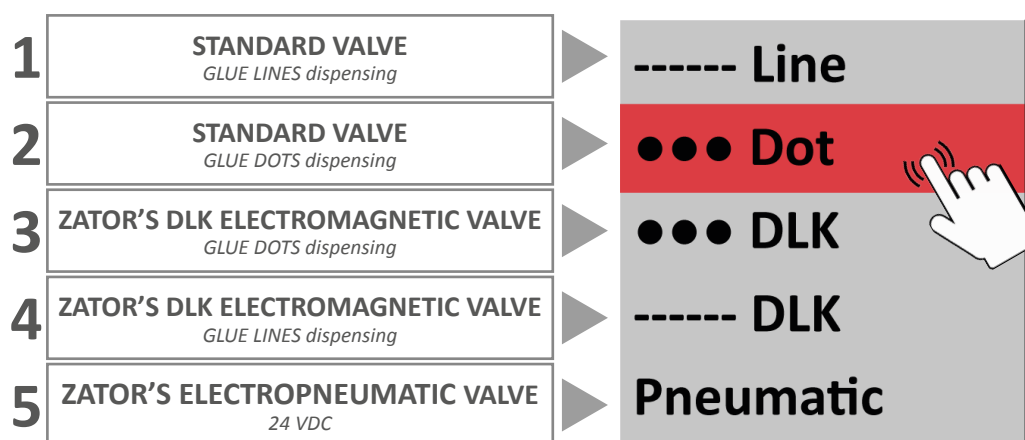 1 STANDARD VALVE
GLUE LINES dispensing
------ Line
2 STANDARD VALVE
GLUE DOTS dispensing
●●● Dot
3 ZATOR'S DLK ELECTROMAGNETIC VALVE
GLUE DOTS dispensing
●●● DLK
4 ZATOR'S DLK ELECTROMAGNETIC VALVE
GLUE LINES dispensing
------ DLK
5 ZATOR'S ELECTROPNEUMATIC VALVE
24 VDC
Pneumatic